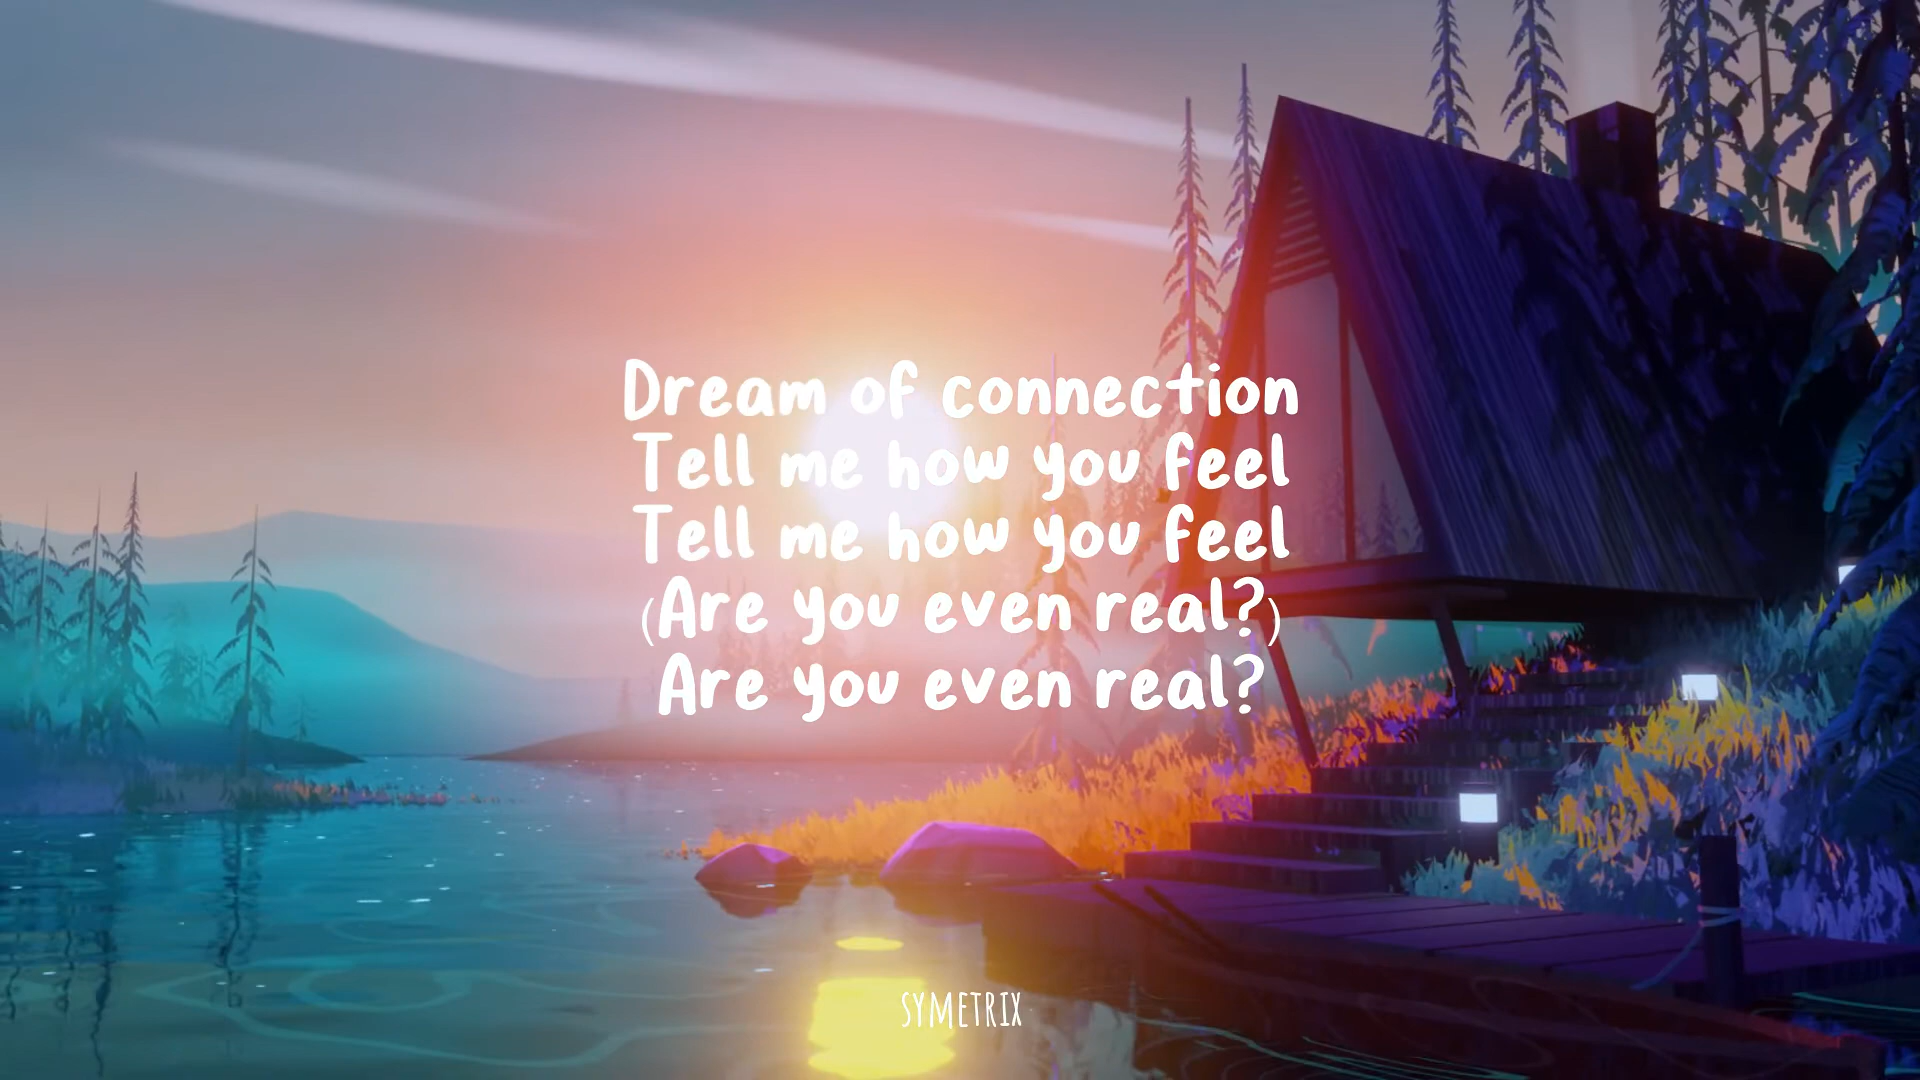 Dream of connection
Tell me how you feel
Tell me how you feel
(Are you even real?)
Are you even real?
SYMETRIX